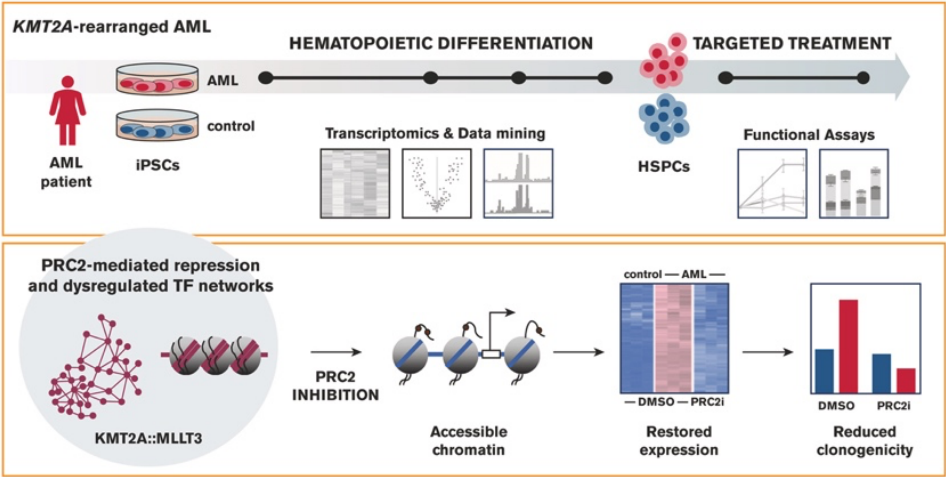 KMT2A-rearranged AML
HEMATOPOIETIC DIFFERENTIATION
TARGETED TREATMENT
AML
control
AML
patient
iPSCs
Transcriptomics & Data mining
HSPCs
Functional Assays
PRC2-mediated repression
and dysregulated TF networks
KMT2A::MLLT3
PRC2
INHIBITION
Accessible
chromatin
control — AML —
— DMSO — PRC2i
Restored
expression
DMSO PRC2i
Reduced
clonogenicity